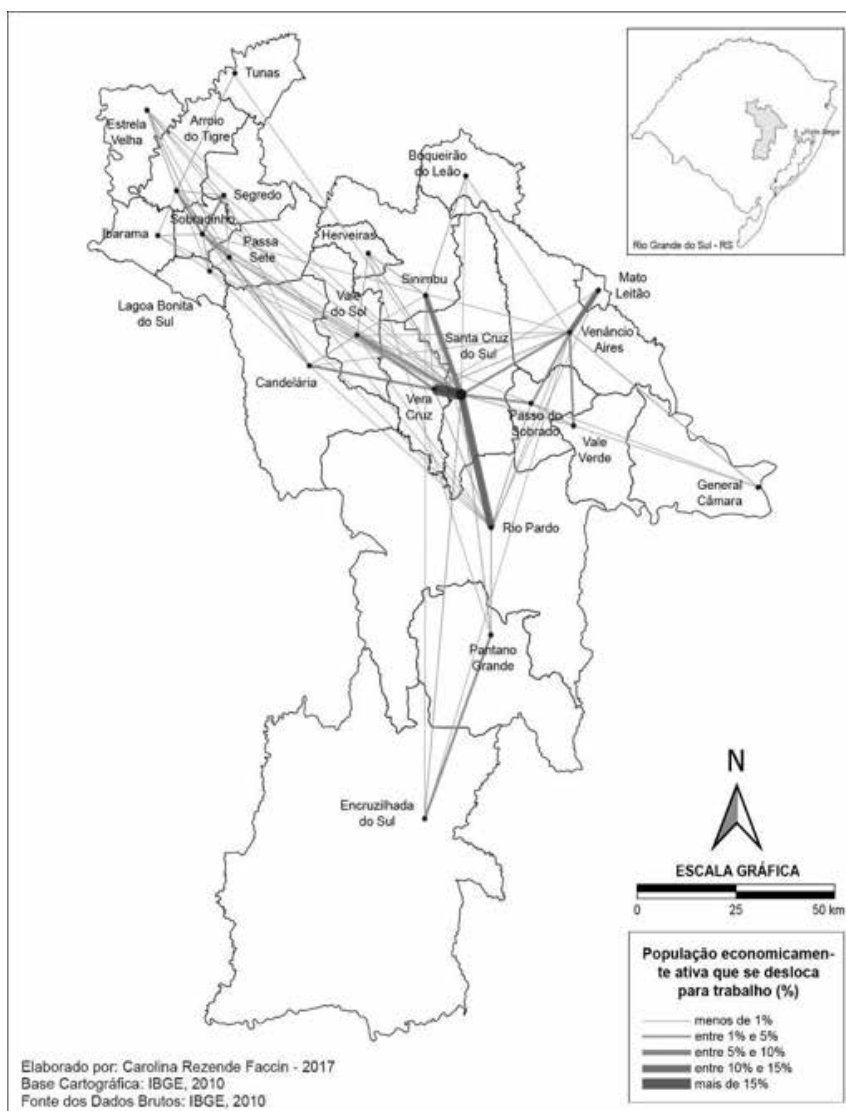 Tunas
Estrela
Velha
Arroio
do Tigre
Boqueirão
do Leão
Segredo
Sobradinho
Ibarama
Passa
Sete
Herveiras
Sinimbu
Lagoa Bonita
do Sul
Vale
do Sol
Mato
Leitão
Santa Cruz
do Sul
Venâncio
Aires
Candelária
Vera
Cruz
Passo do
Sobrado
Vale
Verde
General
Câmara
Rio Pardo
Pantano
Grande
Encruzilhada
do Sul
Rio Grande do Sul - RS
N
ESCALA GRÁFICA
0 25 50 km
População economicamen-
te ativa que se desloca
para trabalho (%)
menos de 1%
entre 1% e 5%
entre 5% e 10%
entre 10% e 15%
mais de 15%
Elaborado por: Carolina Rezende Faccin - 2017
Base Cartográfica: IBGE, 2010
Fonte dos Dados Brutos: IBGE, 2010